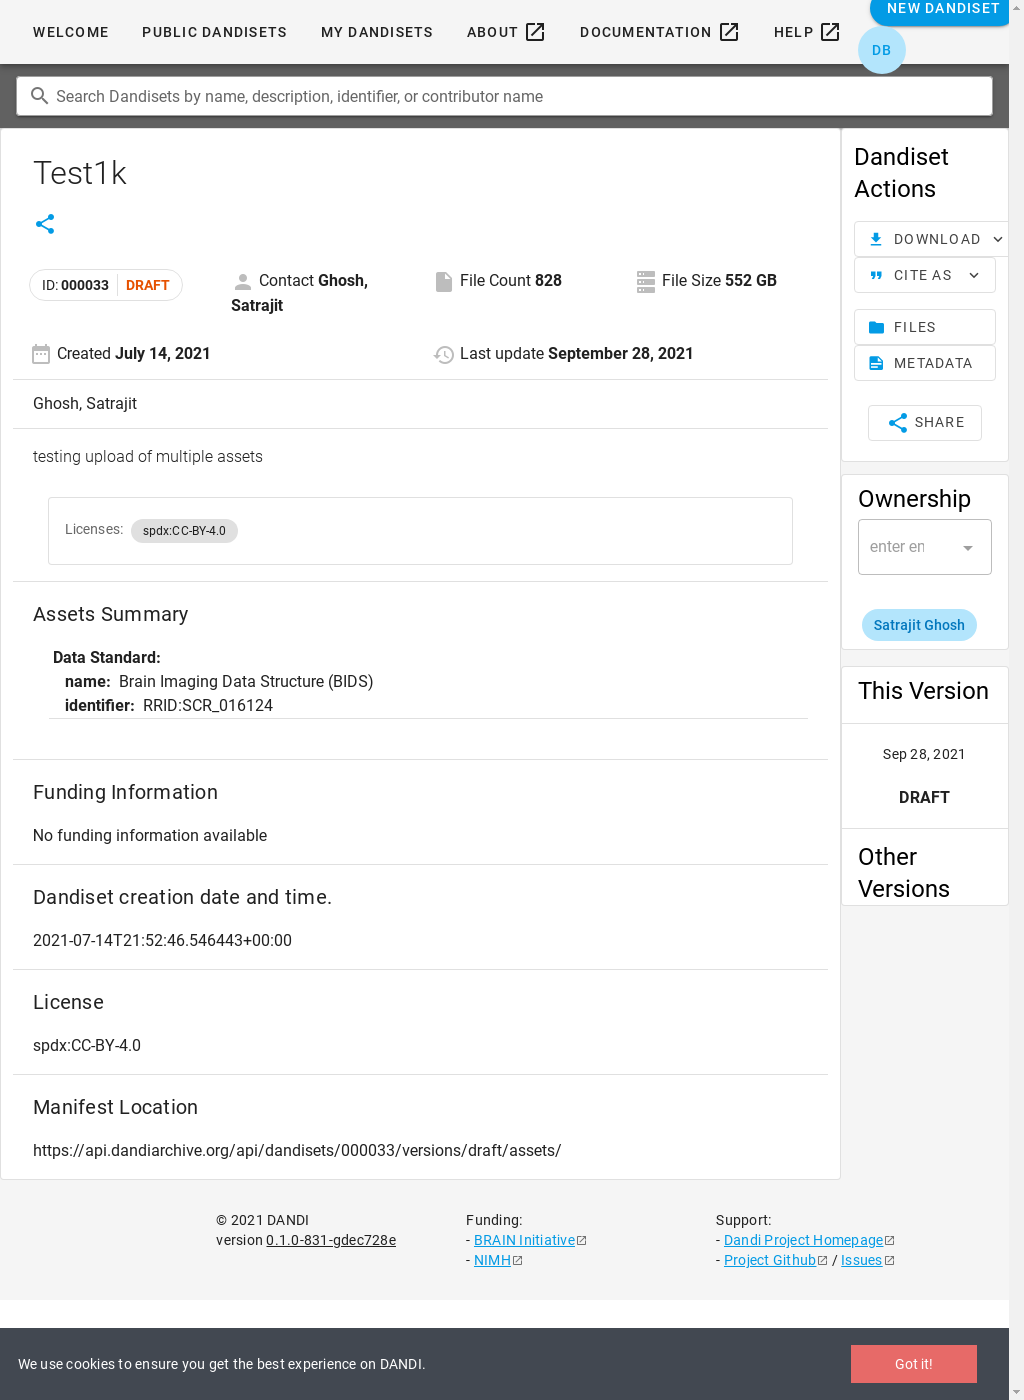 WELCOME
PUBLIC DANDISETS
MY DANDISETS
ABOUT
DOCUMENTATION
HELP
NEW DANDISET
DB
Search Dandisets by name, description, identifier, or contributor name
Test1k
ID: 000033 DRAFT
Contact Ghosh,
Satrajit
File Count 828
File Size 552 GB
Created July 14, 2021
Last update September 28, 2021
Ghosh, Satrajit
testing upload of multiple assets
Licenses: spdx:CC-BY-4.0
Assets Summary
Data Standard:
name: Brain Imaging Data Structure (BIDS)
identifier: RRID:SCR_016124
Funding Information
No funding information available
Dandiset creation date and time.
2021-07-14T21:52:46.546443+00:00
License
spdx:CC-BY-4.0
Manifest Location
https://api.dandiarchive.org/api/dandisets/000033/versions/draft/assets/
Dandiset
Actions
DOWNLOAD
CITE AS
FILES
METADATA
SHARE
Ownership
enter en
Satrajit Ghosh
This Version
Sep 28, 2021
DRAFT
Other
Versions
© 2021 DANDI
version 0.1.0-831-gdec728e
Funding:
- BRAIN Initiative
- NIMH
Support:
- Dandi Project Homepage
- Project Github / Issues
We use cookies to ensure you get the best experience on DANDI.
Got it!